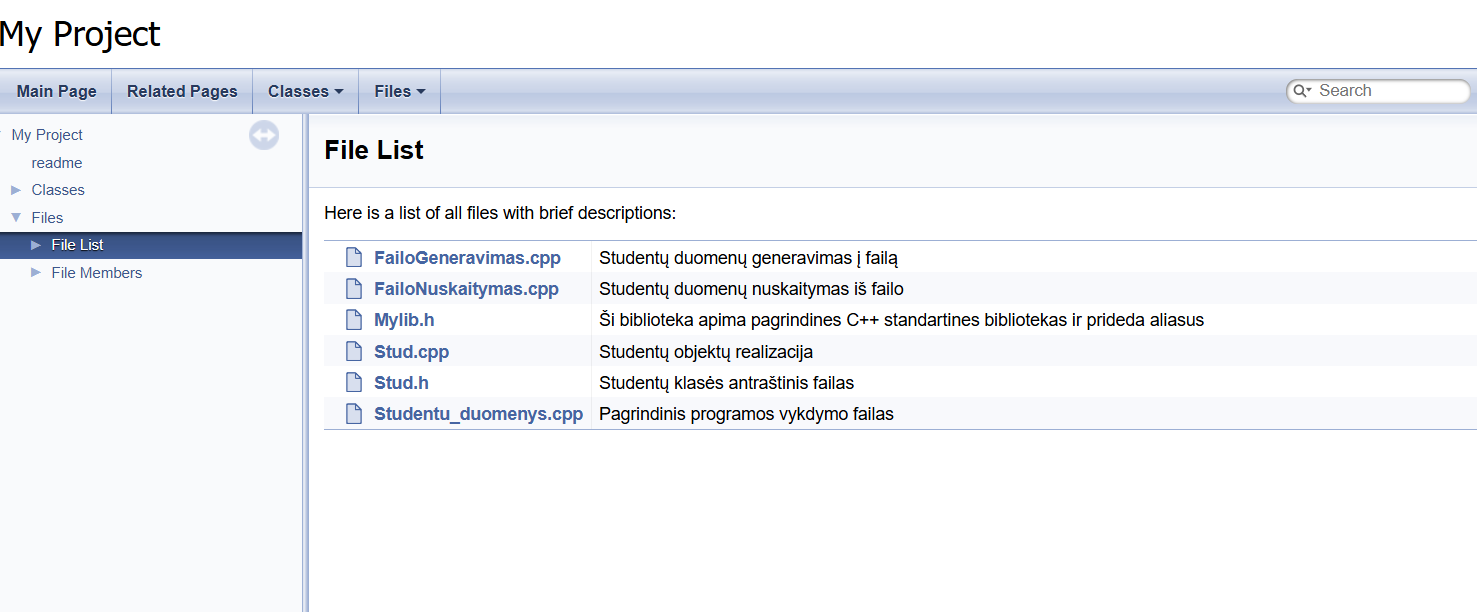 My Project
Main Page Related Pages Classes Files Search
My Project
readme
Classes
Files
File List
File Members
File List
Here is a list of all files with brief descriptions:
FailoGeneravimas.cpp Studentų duomenų generavimas į failą
FailoNuskaitymas.cpp Studentų duomenų nuskaitymas iš failo
Mylib.h Ši biblioteka apima pagrindines C++ standartines bibliotekas ir prideda aliasus
Stud.cpp Studentų objektų realizacija
Stud.h Studentų klasės antraštinis failas
Studentu_duomenys.cpp Pagrindinis programos vykdymo failas